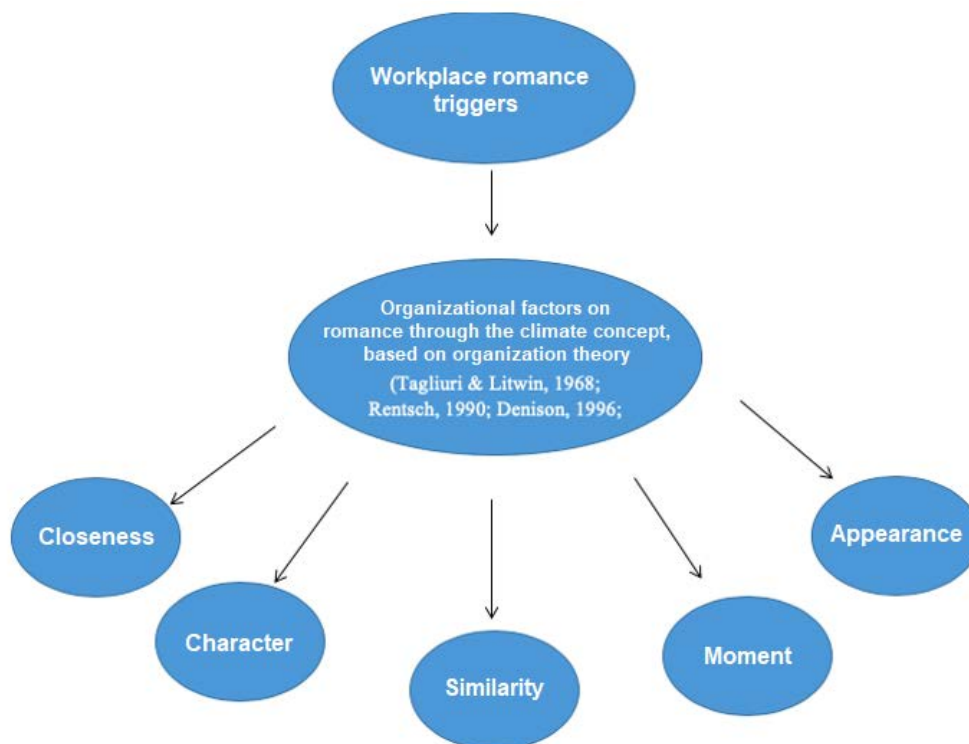 Workplace romance
triggers
Organizational factors on
romance through the climate concept,
based on organization theory
(Tagliuri & Litwin, 1968;
Rentsch, 1990; Denison, 1996;
Closeness
Character
Similarity
Moment
Appearance